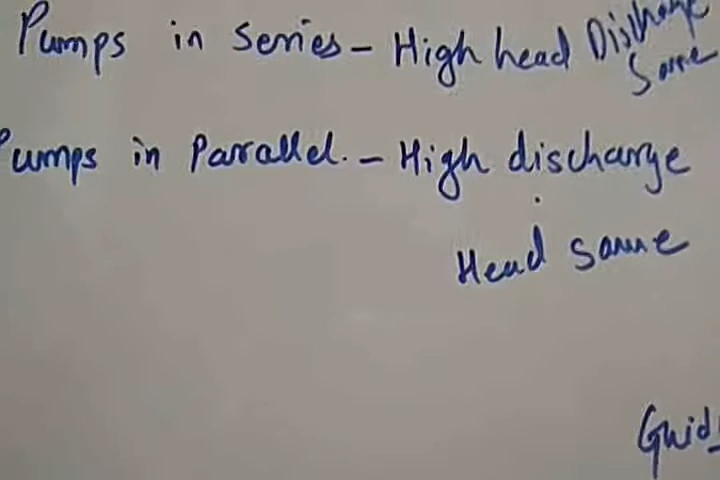 Pumps in Series - High head Discharge Same
Pumps in Parallel. - High discharge
Head same